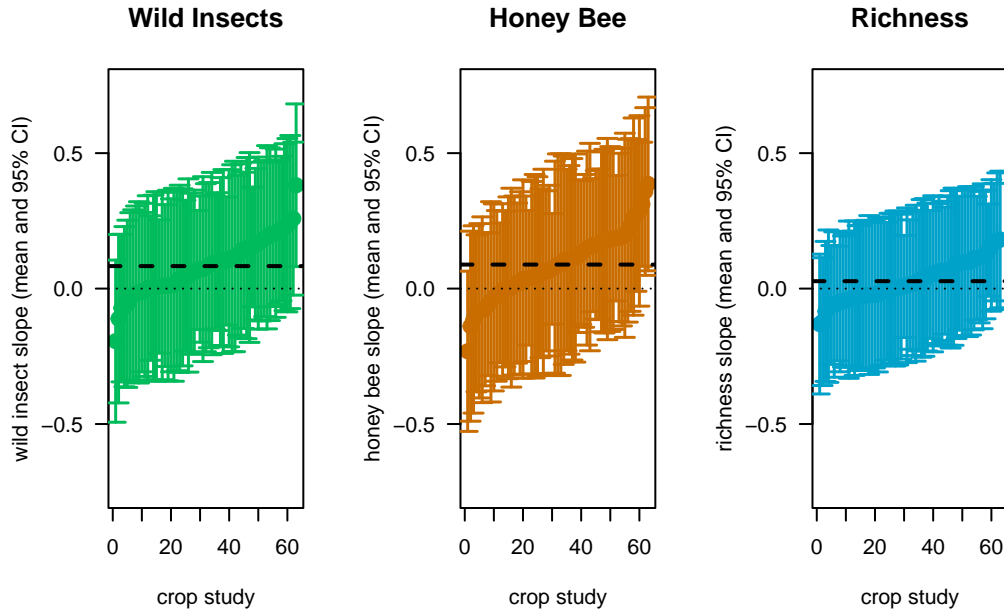 Wild Insects
wild insect slope (mean and 95% CI)
0.5
0.0
−0.5
0 20 40 60
crop study
Honey Bee
honey bee slope (mean and 95% CI)
0.5
0.0
−0.5
0 20 40 60
crop study
Richness
richness slope (mean and 95% CI)
0.5
0.0
−0.5
0 20 40 60
crop study